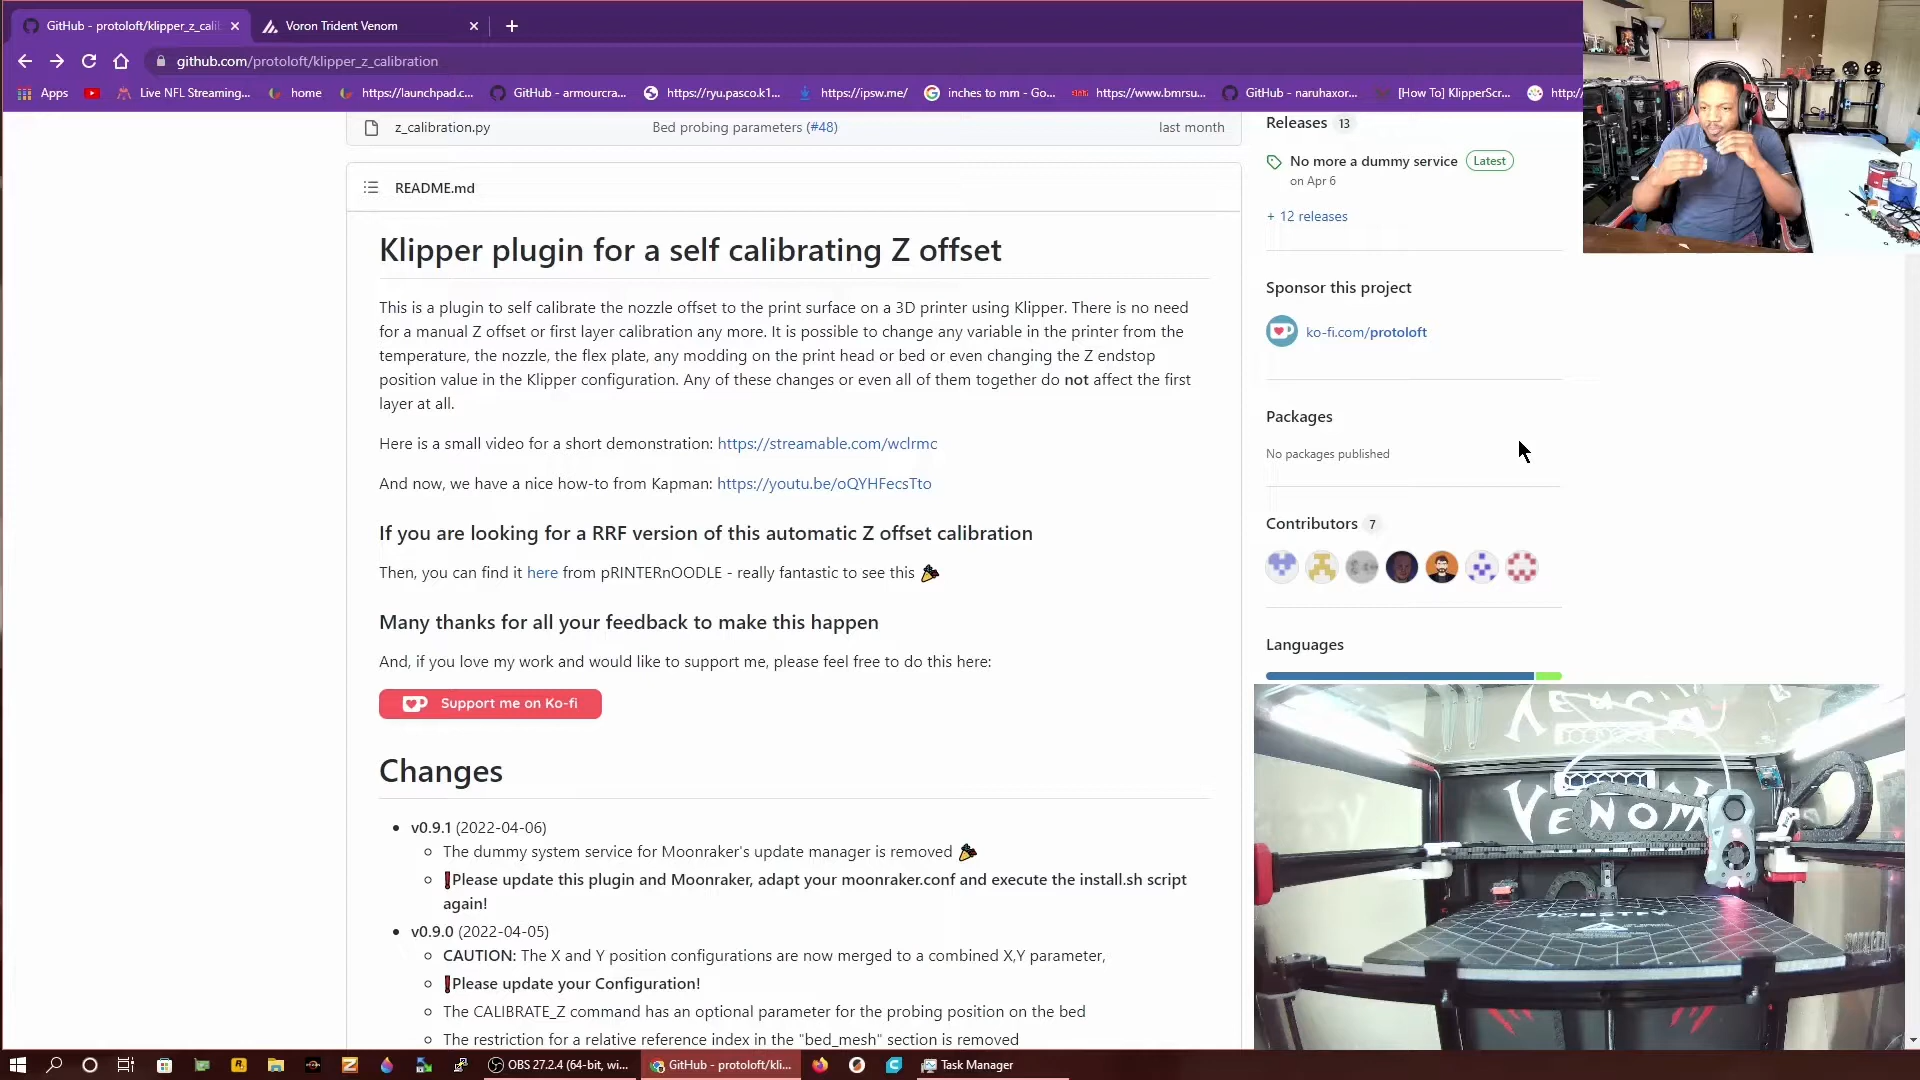 GitHub - protoloft/klipper_z_cali
Voron Trident Venom
github.com/protoloft/klipper_z_calibration
Apps
Live NFL Streaming...
home
https://launchpad.c...
GitHub - armourcra...
https://ryu.pasco.k1...
https://ipsw.me/
inches to mm - Go...
https://www.bmrsu...
GitHub - naruhaxor...
[How To] KlipperScr...
http:/
z_calibration.py
Bed probing parameters (#48)
last month
README.md
Klipper plugin for a self calibrating Z offset
This is a plugin to self calibrate the nozzle offset to the print surface on a 3D printer using Klipper. There is no need
for a manual Z offset or first layer calibration any more. It is possible to change any variable in the printer from the
temperature, the nozzle, the flex plate, any modding on the print head or bed or even changing the Z endstop
position value in the Klipper configuration. Any of these changes or even all of them together do not affect the first
layer at all.
Here is a small video for a short demonstration: https://streamable.com/wclrmc
And now, we have a nice how-to from Kapman: https://youtu.be/oQYHFecsTto
If you are looking for a RRF version of this automatic Z offset calibration
Then, you can find it here from pRINTERnOODLE - really fantastic to see this 🎉
Many thanks for all your feedback to make this happen
And, if you love my work and would like to support me, please feel free to do this here:
Support me on Ko-fi
Changes
• v0.9.1 (2022-04-06)
◦ The dummy system service for Moonraker's update manager is removed 🎉
◦ ❗Please update this plugin and Moonraker, adapt your moonraker.conf and execute the install.sh script
again!
• v0.9.0 (2022-04-05)
◦ CAUTION: The X and Y position configurations are now merged to a combined X,Y parameter,
◦ ❗Please update your Configuration!
◦ The CALIBRATE_Z command has an optional parameter for the probing position on the bed
◦ The restriction for a relative reference index in the "bed_mesh" section is removed
Releases 13
No more a dummy service Latest
on Apr 6
+ 12 releases
Sponsor this project
ko-fi.com/protoloft
Packages
No packages published
Contributors 7
Languages
VENOM
OBS 27.2.4 (64-bit, wi...
GitHub - protoloft/kli...
Task Manager